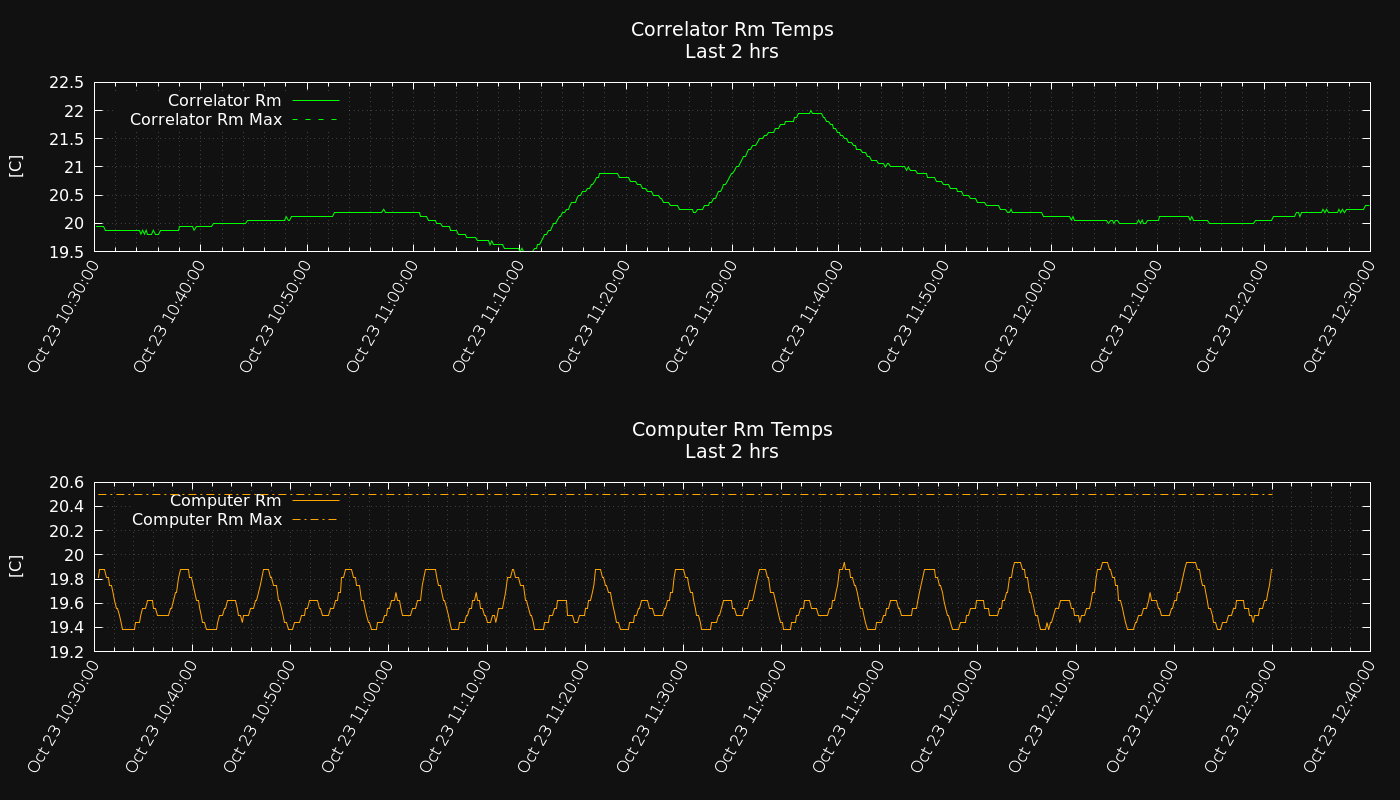 Correlator Rm Temps
Last 2 hrs
22.5
22
21.5
21
20.5
20
19.5
[C]
Correlator Rm
Correlator Rm Max
Oct 23 10:30:00
Oct 23 10:40:00
Oct 23 10:50:00
Oct 23 11:00:00
Oct 23 11:10:00
Oct 23 11:20:00
Oct 23 11:30:00
Oct 23 11:40:00
Oct 23 11:50:00
Oct 23 12:00:00
Oct 23 12:10:00
Oct 23 12:20:00
Oct 23 12:30:00
Computer Rm Temps
Last 2 hrs
20.6
20.4
20.2
20
19.8
19.6
19.4
19.2
[C]
Computer Rm
Computer Rm Max
Oct 23 10:30:00
Oct 23 10:40:00
Oct 23 10:50:00
Oct 23 11:00:00
Oct 23 11:10:00
Oct 23 11:20:00
Oct 23 11:30:00
Oct 23 11:40:00
Oct 23 11:50:00
Oct 23 12:00:00
Oct 23 12:10:00
Oct 23 12:20:00
Oct 23 12:30:00
Oct 23 12:40:00